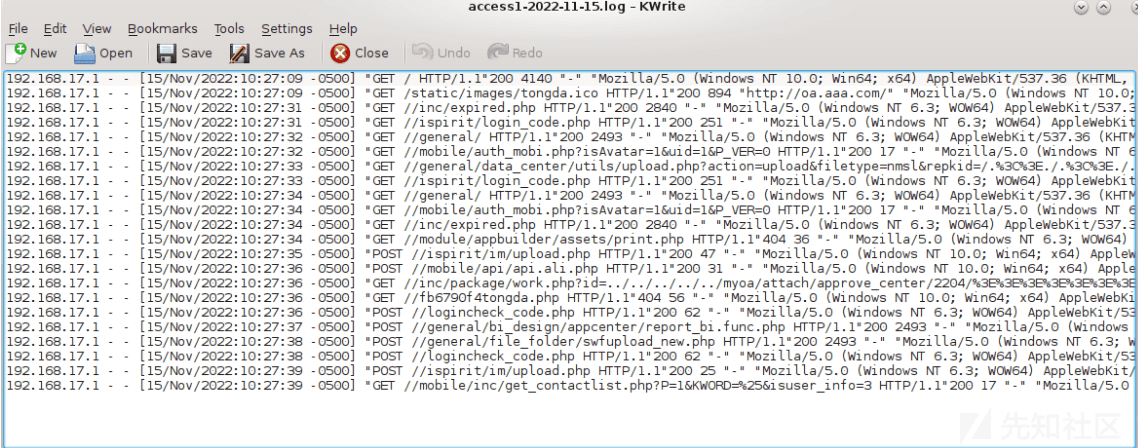 access1-2022-11-15.log – KWrite
File Edit View Bookmarks Tools Settings Help
New Open Save Save As Close Undo Redo
192.168.17.1 - - [15/Nov/2022:10:27:09 -0500] "GET / HTTP/1.1"200 4140 "-" "Mozilla/5.0 (Windows NT 10.0; Win64; x64) AppleWebKit/537.36 (KHTML,
192.168.17.1 - - [15/Nov/2022:10:27:09 -0500] "GET /static/images/tongda.ico HTTP/1.1"200 894 "http://oa.aaa.com/" "Mozilla/5.0 (Windows NT 10.0;
192.168.17.1 - - [15/Nov/2022:10:27:31 -0500] "GET //inc/expired.php HTTP/1.1"200 2840 "-" "Mozilla/5.0 (Windows NT 6.3; WOW64) AppleWebKit/537.3
192.168.17.1 - - [15/Nov/2022:10:27:31 -0500] "GET //ispirit/login_code.php HTTP/1.1"200 251 "-" "Mozilla/5.0 (Windows NT 6.3; WOW64) AppleWebKit
192.168.17.1 - - [15/Nov/2022:10:27:32 -0500] "GET //general/ HTTP/1.1"200 2493 "-" "Mozilla/5.0 (Windows NT 6.3; WOW64) AppleWebKit/537.36 (KHTM
192.168.17.1 - - [15/Nov/2022:10:27:32 -0500] "GET //mobile/auth_mobi.php?isAvatar=1&uid=1&P_VER=0 HTTP/1.1"200 17 "-" "Mozilla/5.0 (Windows NT 6
192.168.17.1 - - [15/Nov/2022:10:27:33 -0500] "GET //general/data_center/utils/upload.php?action=upload&filetype=nmsl&repkid=/.%3C%3E./.%3C%3E./.
192.168.17.1 - - [15/Nov/2022:10:27:33 -0500] "GET //ispirit/login_code.php HTTP/1.1"200 251 "-" "Mozilla/5.0 (Windows NT 6.3; WOW64) AppleWebKit
192.168.17.1 - - [15/Nov/2022:10:27:34 -0500] "GET //general/ HTTP/1.1"200 2493 "-" "Mozilla/5.0 (Windows NT 6.3; WOW64) AppleWebKit/537.36 (KHTM
192.168.17.1 - - [15/Nov/2022:10:27:34 -0500] "GET //mobile/auth_mobi.php?isAvatar=1&uid=1&P_VER=0 HTTP/1.1"200 17 "-" "Mozilla/5.0 (Windows NT 6
192.168.17.1 - - [15/Nov/2022:10:27:34 -0500] "GET //inc/expired.php HTTP/1.1"200 2840 "-" "Mozilla/5.0 (Windows NT 6.3; WOW64) AppleWebKit/537.3
192.168.17.1 - - [15/Nov/2022:10:27:34 -0500] "GET //module/appbuilder/assets/print.php HTTP/1.1"404 36 "-" "Mozilla/5.0 (Windows NT 6.3; WOW64)
192.168.17.1 - - [15/Nov/2022:10:27:35 -0500] "POST //ispirit/im/upload.php HTTP/1.1"200 47 "-" "Mozilla/5.0 (Windows NT 10.0; Win64; x64) AppleW
192.168.17.1 - - [15/Nov/2022:10:27:36 -0500] "POST //mobile/api/api.ali.php HTTP/1.1"200 31 "-" "Mozilla/5.0 (Windows NT 10.0; Win64; x64) Apple
192.168.17.1 - - [15/Nov/2022:10:27:36 -0500] "GET //inc/package/work.php?id=../../../../../myoa/attach/approve_center/2204/%3E%3E%3E%3E%3E%3E%3E
192.168.17.1 - - [15/Nov/2022:10:27:36 -0500] "GET //fb6790f4tongda.php HTTP/1.1"404 56 "-" "Mozilla/5.0 (Windows NT 10.0; Win64; x64) AppleWebKi
192.168.17.1 - - [15/Nov/2022:10:27:36 -0500] "POST //logincheck_code.php HTTP/1.1"200 62 "-" "Mozilla/5.0 (Windows NT 6.3; WOW64) AppleWebKit/53
192.168.17.1 - - [15/Nov/2022:10:27:37 -0500] "POST //general/bi_design/appcenter/report_bi.func.php HTTP/1.1"200 2493 "-" "Mozilla/5.0 (Windows
192.168.17.1 - - [15/Nov/2022:10:27:38 -0500] "POST //general/file_folder/swfupload_new.php HTTP/1.1"200 2493 "-" "Mozilla/5.0 (Windows NT 6.3; W
192.168.17.1 - - [15/Nov/2022:10:27:38 -0500] "POST //logincheck_code.php HTTP/1.1"200 62 "-" "Mozilla/5.0 (Windows NT 6.3; WOW64) AppleWebKit/53
192.168.17.1 - - [15/Nov/2022:10:27:39 -0500] "POST //ispirit/im/upload.php HTTP/1.1"200 25 "-" "Mozilla/5.0 (Windows NT 6.3; WOW64) AppleWebKit/
192.168.17.1 - - [15/Nov/2022:10:27:39 -0500] "GET //mobile/inc/get_contactlist.php?P=1&KWORD=%25&isuser_info=3 HTTP/1.1"200 17 "-" "Mozilla/5.0
先知社区